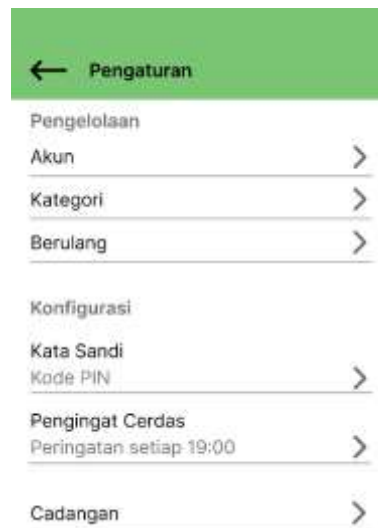 Pengaturan
Pengelolaan
Akun
Kategori
Berulang
Konfigurasi
Kata Sandi
Kode PIN
Pengingat Cerdas
Peringatan setiap 19:00
Cadangan